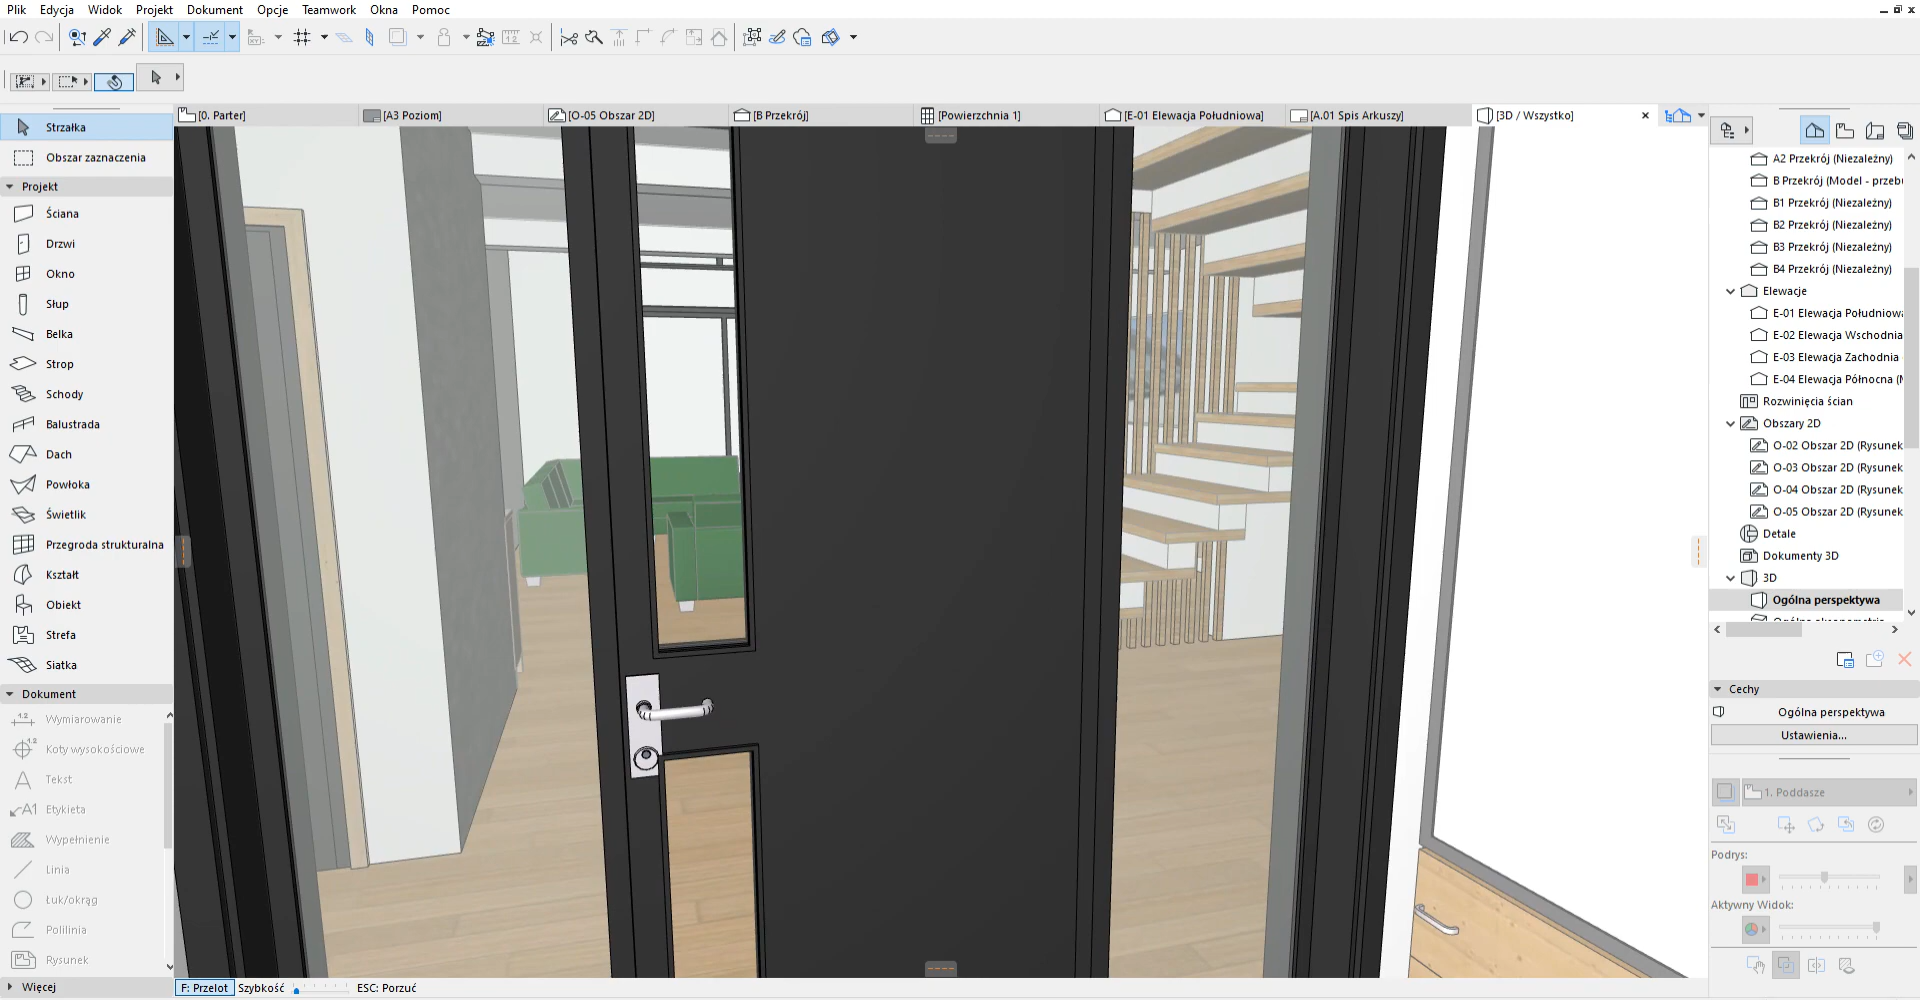 Plik Edycja Widok Projekt Dokument Opcje Teamwork Okna Pomoc
[0. Parter] [A3 Poziom] [O-05 Obszar 2D] [B Przekrój] [Powierzchnia 1] [E-01 Elewacja Południowa] [A.01 Spis Arkuszy] [3D / Wszystko]
Strzałka
Obszar zaznaczenia
Projekt
Ściana
Drzwi
Okno
Słup
Belka
Strop
Schody
Balustrada
Dach
Powłoka
Świetlik
Przegroda strukturalna
Kształt
Obiekt
Strefa
Siatka
Dokument
Wymiarowanie
Koty wysokościowe
Tekst
Etykieta
Wypełnienie
Linia
Łuk/okrąg
Polilinia
Rysunek
Więcej
F: Przelot Szybkość ESC: Porzuć
A2 Przekrój (Niezależny)
B Przekrój (Model - przebu
B1 Przekrój (Niezależny)
B2 Przekrój (Niezależny)
B3 Przekrój (Niezależny)
B4 Przekrój (Niezależny)
Elewacje
E-01 Elewacja Południowa
E-02 Elewacja Wschodnia
E-03 Elewacja Zachodnia
E-04 Elewacja Północna (M
Rozwinięcia ścian
Obszary 2D
O-02 Obszar 2D (Rysunek
O-03 Obszar 2D (Rysunek
O-04 Obszar 2D (Rysunek
O-05 Obszar 2D (Rysunek
Detale
Dokumenty 3D
3D
Ogólna perspektywa
Cechy
Ogólna perspektywa
Ustawienia...
1. Poddasze
Podrys:
Aktywny Widok: